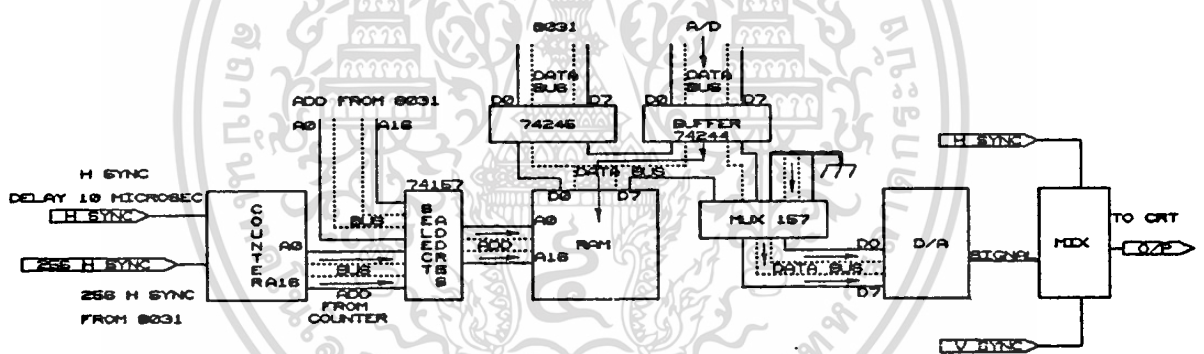 8031
A/D
DATA
BUS
DATA
BUS
D0
D7
D0
D7
ADD FROM 8031
A0
A16
74245
BUFFER
74244
H SYNC
DELAY 10 MICROSEC
H SYNC
74157
DATA BUS
H SYNC
COUNTER
SELECT
ADDRESS
D0
D7
A0
RAM
A16
MUX 157
TO CRT
A0
BUS
ADD
D0
D/A
MIX
O/P
256 H SYNC
A16
BUS
DATA BUS
SIGNAL
D7
256 H SYNC
FROM 8031
ADD
FROM
COUNTER
V SYNC